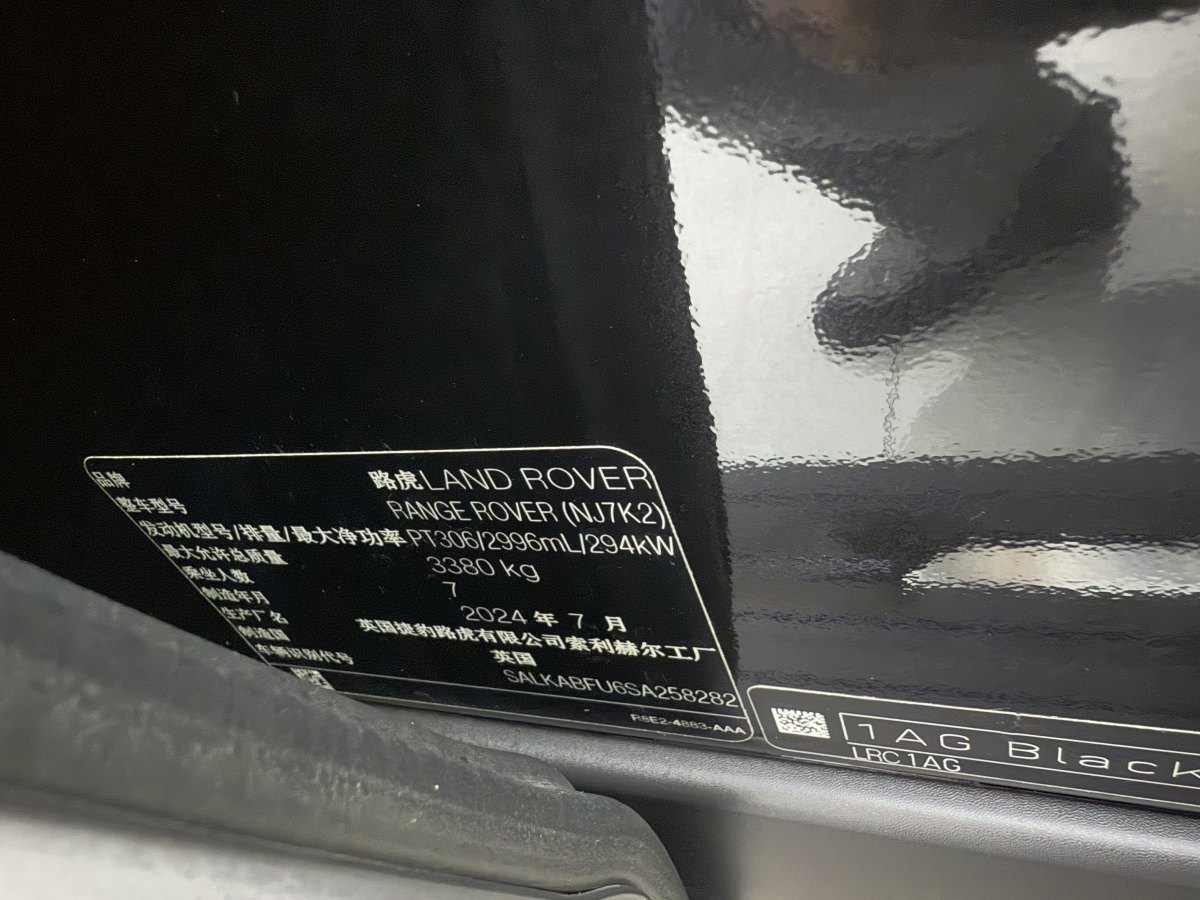 品牌 路虎LAND ROVER
整车型号 RANGE ROVER (NJ7K2)
发动机型号/排量/最大净功率 PT306/2996mL/294kW
最大允许总质量 3380 kg
乘坐人数 7
制造年月 2024 年 7 月
生产厂名 英国捷豹路虎有限公司索利赫尔工厂
制造国 英国
车辆识别代号 SALKABFU6SA258282
R8E2-4883-AAA
1AG Black
LRC1AG